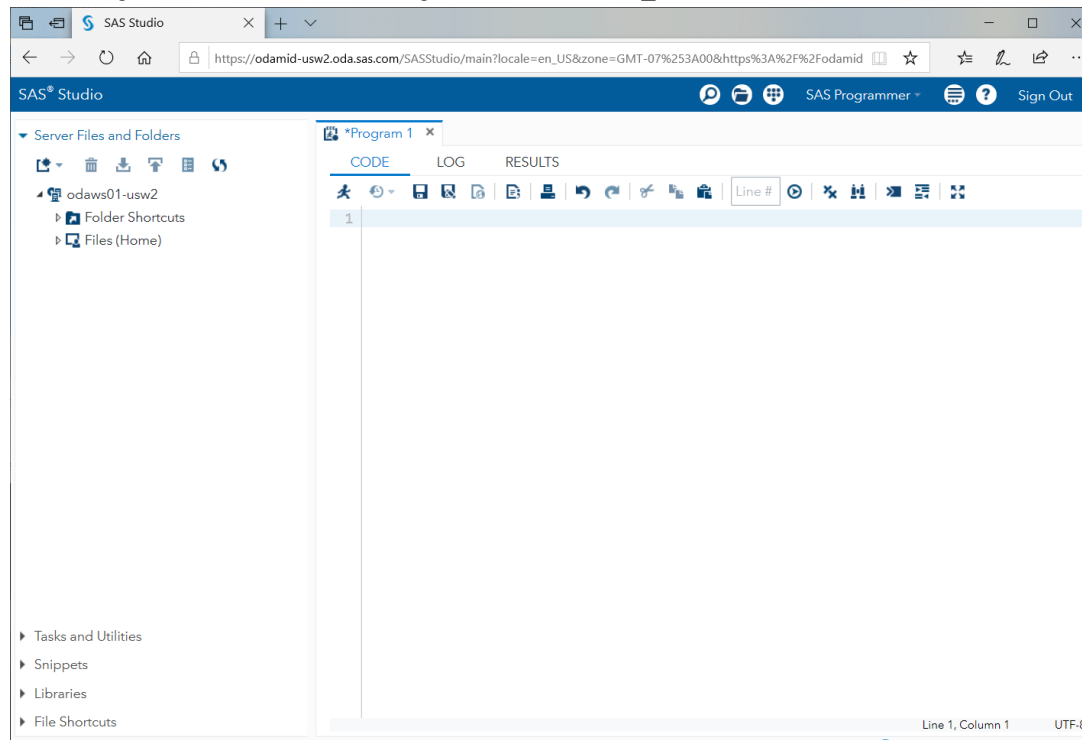 SAS Studio
https://odamid-usw2.oda.sas.com/SASStudio/main?locale=en_US&zone=GMT-07%253A00&https%3A%2F%2Fodamid
SAS® Studio
SAS Programmer
Sign Out
Server Files and Folders
odaws01-usw2
Folder Shortcuts
Files (Home)
Tasks and Utilities
Snippets
Libraries
File Shortcuts
*Program 1
CODE LOG RESULTS
Line #
1
Line 1, Column 1 UTF-8